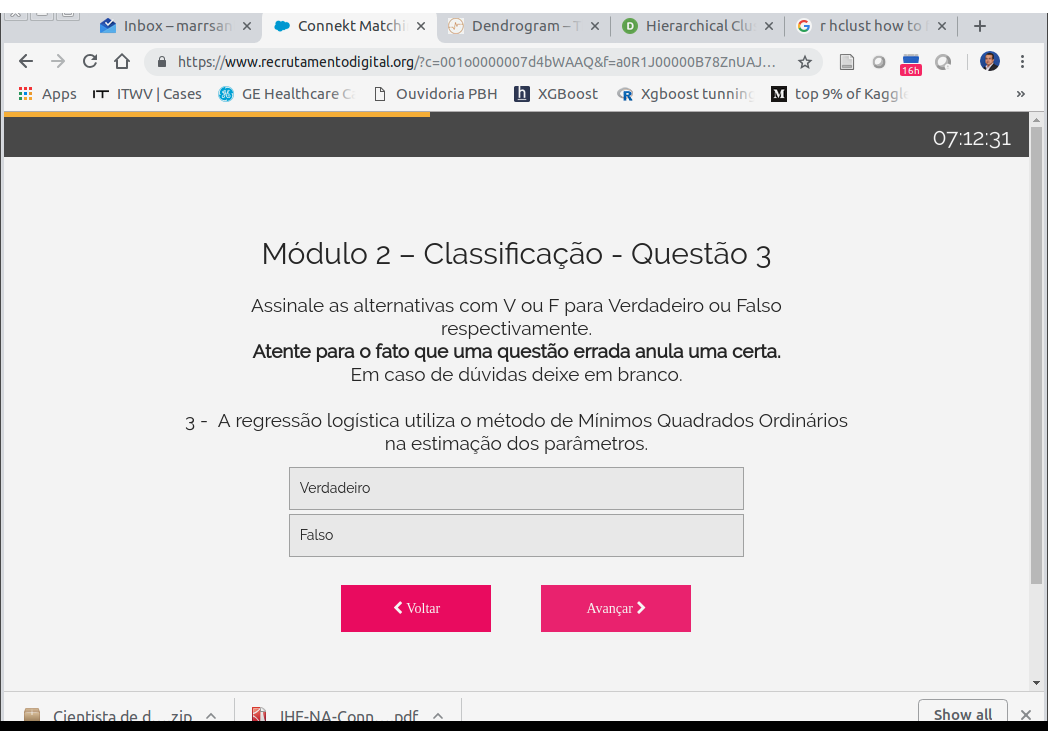 Inbox – marrsan
Connekt Matchi
Dendrogram – T
Hierarchical Clu
r hclust how to
https://www.recrutamentodigital.org/?c=001o0000007d4bWAAQ&f=a0R1J00000B78ZnUAJ...
16h
Apps
ITWV | Cases
GE Healthcare Ca
Ouvidoria PBH
XGBoost
Xgboost tunning
top 9% of Kaggle
»
07:12:31
Módulo 2 – Classificação - Questão 3
Assinale as alternativas com V ou F para Verdadeiro ou Falso
respectivamente.
Atente para o fato que uma questão errada anula uma certa.
Em caso de dúvidas deixe em branco.
3 - A regressão logística utiliza o método de Mínimos Quadrados Ordinários
na estimação dos parâmetros.
Verdadeiro
Falso
Voltar
Avançar
Cientista de d....zip
IHF-NA-Conn....pdf
Show all